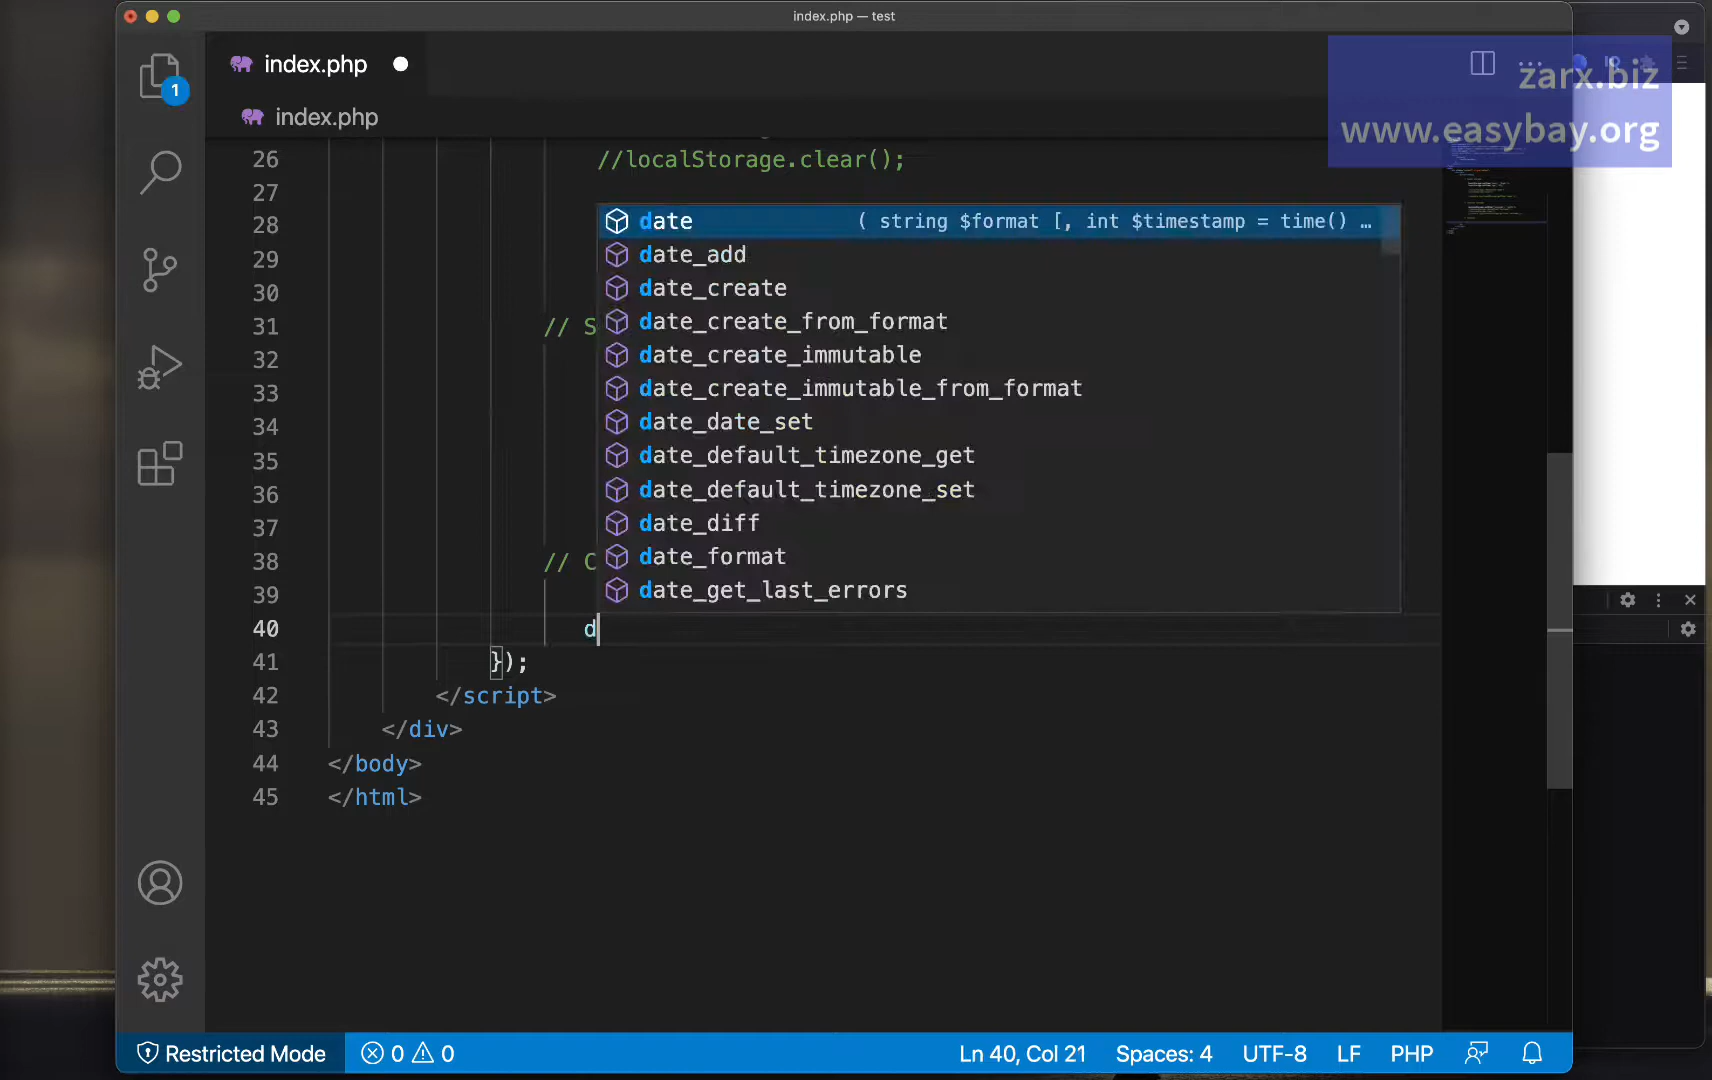 index.php — test
index.php
zarx.biz
1
index.php
www.easybay.org
26 //localStorage.clear();
27
28 date ( string $format [, int $timestamp = time() …
29 date_add
30 date_create
31 // S date_create_from_format
32 date_create_immutable
33 date_create_immutable_from_format
34 date_date_set
35 date_default_timezone_get
36 date_default_timezone_set
37 date_diff
38 // C date_format
39 date_get_last_errors
40 d
41 });
42 </script>
43 </div>
44 </body>
45 </html>
Restricted Mode 0 0 Ln 40, Col 21 Spaces: 4 UTF-8 LF PHP